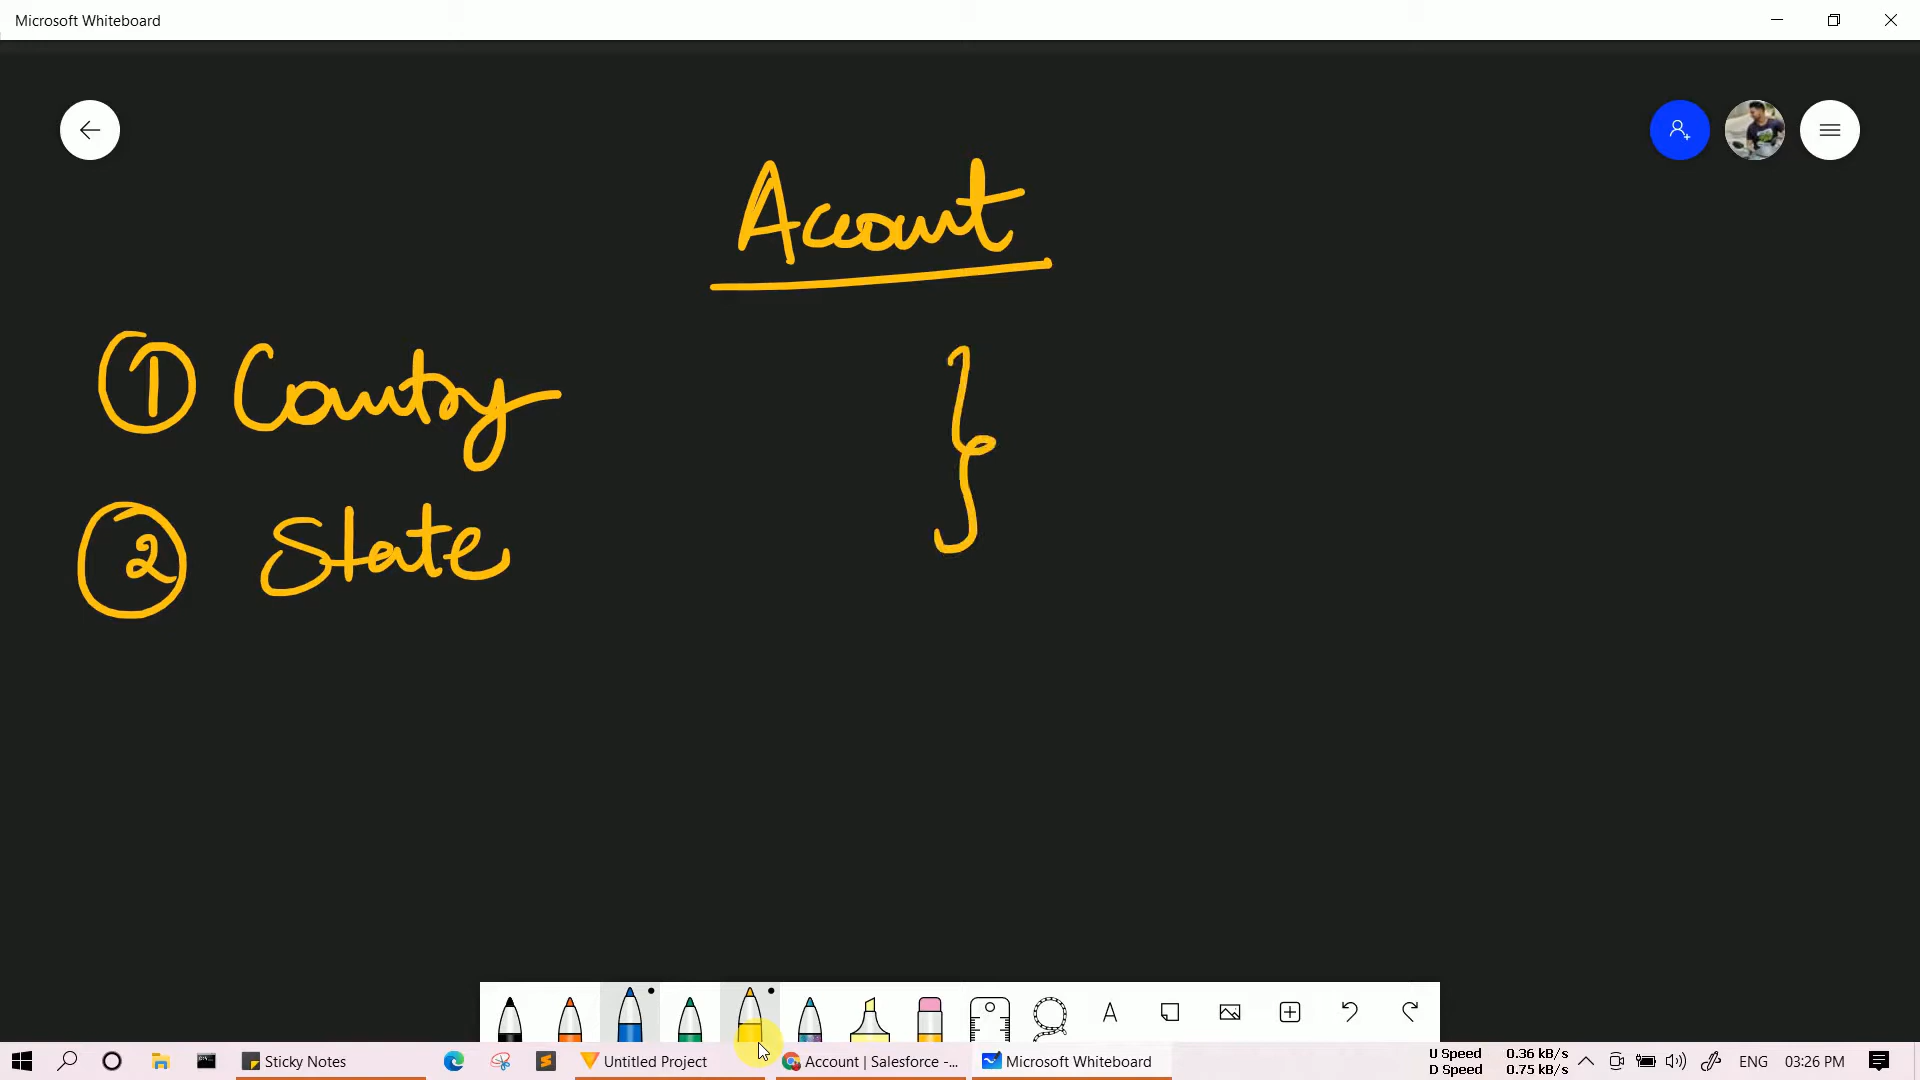 Microsoft Whiteboard
Account
① Country
② State
}
A
Sticky Notes
Untitled Project
Account | Salesforce -...
Microsoft Whiteboard
U Speed 0.36 kB/s
D Speed 0.75 kB/s
ENG
03:26 PM